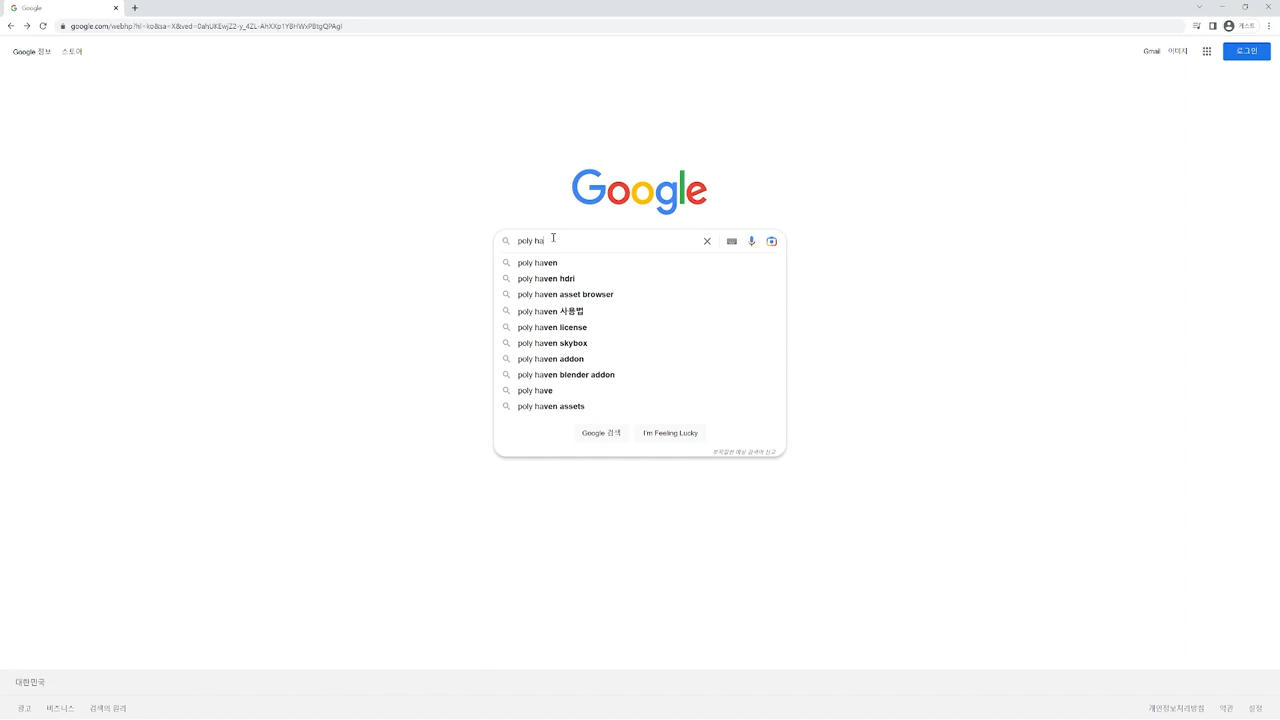 Google
google.com/webhp?hl=ko&sa=X&ved=0ahUKEwjZ2-y_4ZL-AhXXp1YBHWxPBtgQPAgI
게스트
Google 정보 스토어
Gmail 이미지
로그인
Google
poly ha
poly haven
poly haven hdri
poly haven asset browser
poly haven 사용법
poly haven license
poly haven skybox
poly haven addon
poly haven blender addon
poly have
poly haven assets
Google 검색 I'm Feeling Lucky
부적절한 예상 검색어 신고
대한민국
광고 비즈니스 검색의 원리
개인정보처리방침 약관 설정